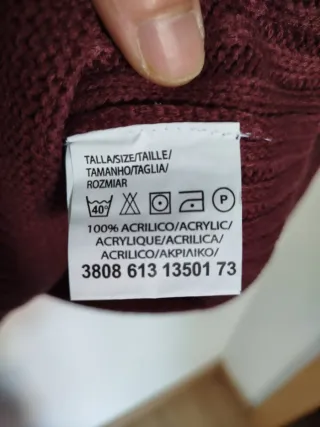 TALLA/SIZE/TAILLE/
TAMANHO/TAGLIA/
ROZMIAR
40°
P
100% ACRILICO/ACRYLIC/
ACRYLIQUE/ACRILICA/
ACRILICO/ΑΚΡΙΛΙΚΟ/
3808 613 13501 73